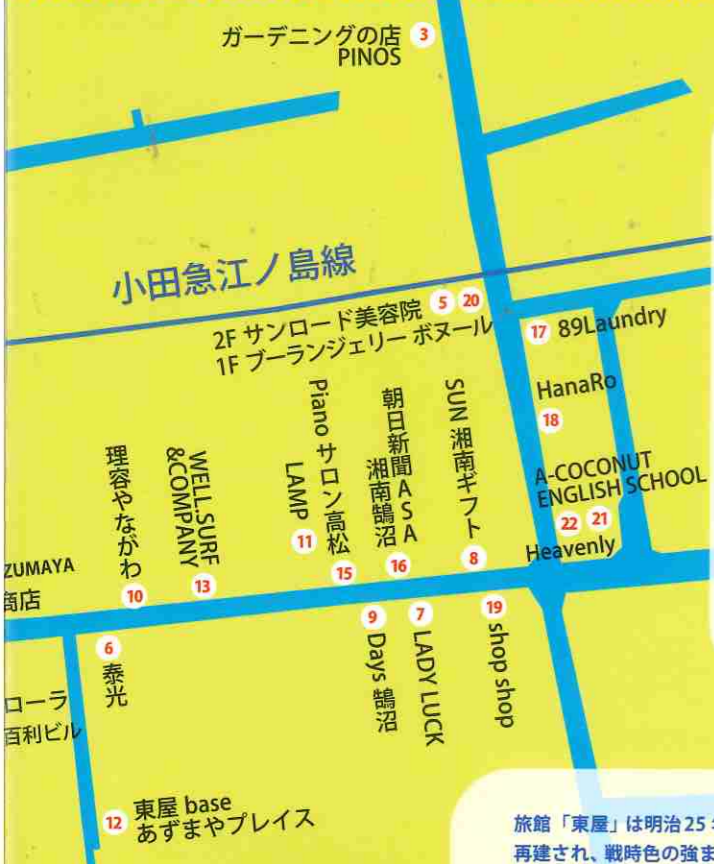 ガーデニングの店
PINOS
3
小田急江ノ島線
2F サンロード美容院
5 20
1F ブーランジェリー ボヌール
17 89Laundry
HanaRo
18
A-COCONUT
ENGLISH SCHOOL
22 21
Heavenly
SUN 湘南ギフト
8
朝日新聞ASA
湘南鵠沼
16
Piano サロン高松
15
LAMP
11
WELL.SURF
&COMPANY
13
理容やながわ
10
ZUMAYA
商店
6
泰光
9
Days 鵠沼
7
LADY LUCK
19
shop shop
ローラ
百利ビル
12
東屋 base
あずまやプレイス
旅館「東屋」は明治25
再建され、戦時色の強ま